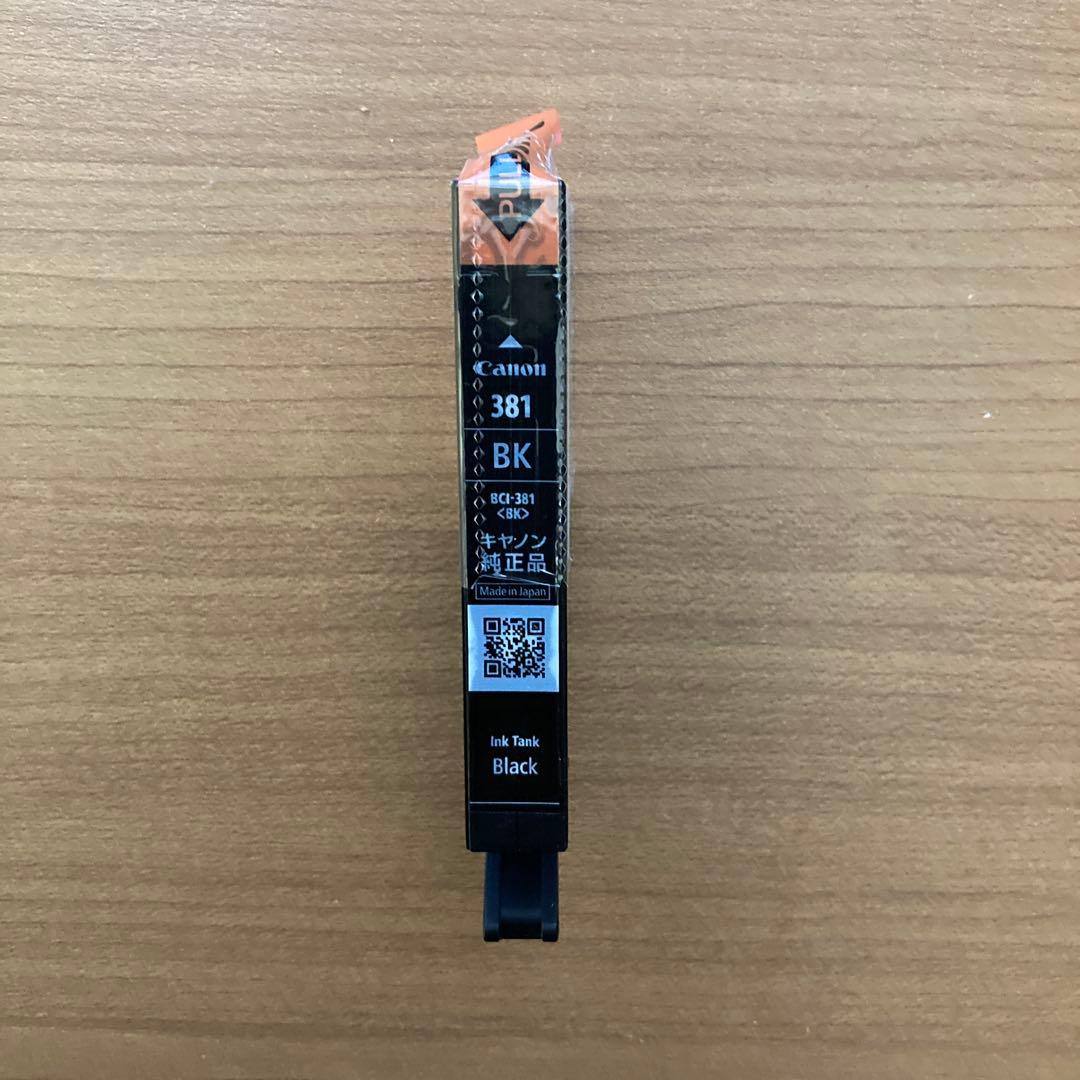 PULL
Canon
381
BK
BCI-381
<BK>
キヤノン
純正品
Made in Japan
Ink Tank
Black